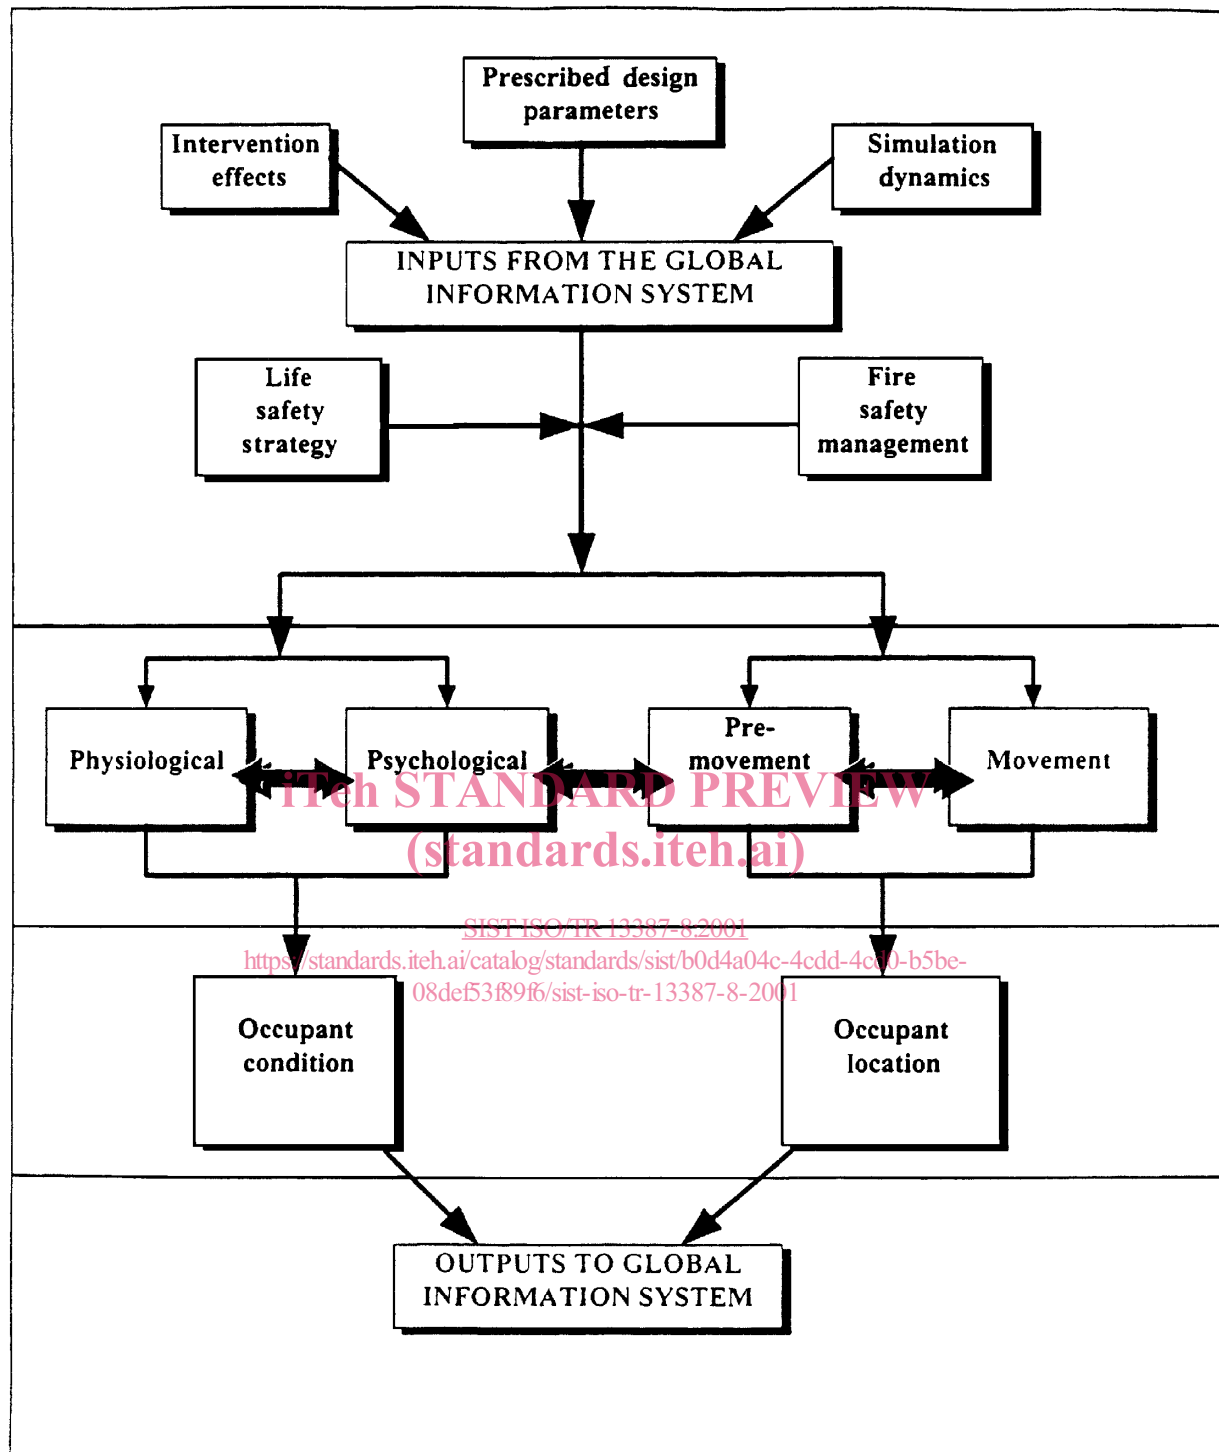 Prescribed design
parameters
Intervention
effects
Simulation
dynamics
INPUTS FROM THE GLOBAL
INFORMATION SYSTEM
Life
safety
strategy
Fire
safety
management
Physiological
Psychological
Pre-
movement
Movement
iTeh STANDARD PREVIEW
(standards.iteh.ai)
SIST ISO/TR 13387-8:2001
https://standards.iteh.ai/catalog/standards/sist/b0d4a04c-4cdd-4cd0-b5be-
08def53f89f6/sist-iso-tr-13387-8-2001
Occupant
condition
Occupant
location
OUTPUTS TO GLOBAL
INFORMATION SYSTEM